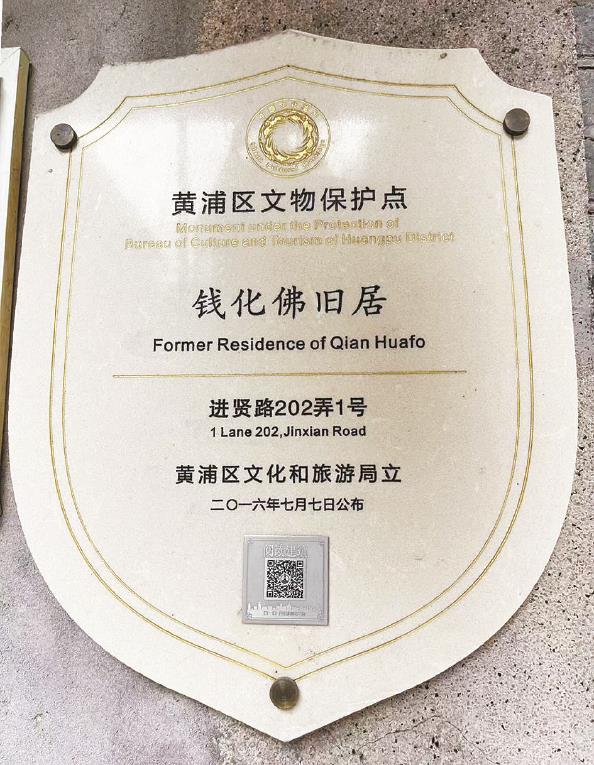 黄浦区文物保护点
Monument under the Protection of
Bureau of Culture and Tourism of Huangpu District
钱化佛旧居
Former Residence of Qian Huafo
进贤路202弄1号
1 Lane 202,Jinxian Road
黄浦区文化和旅游局立
二〇一六年七月七日公布